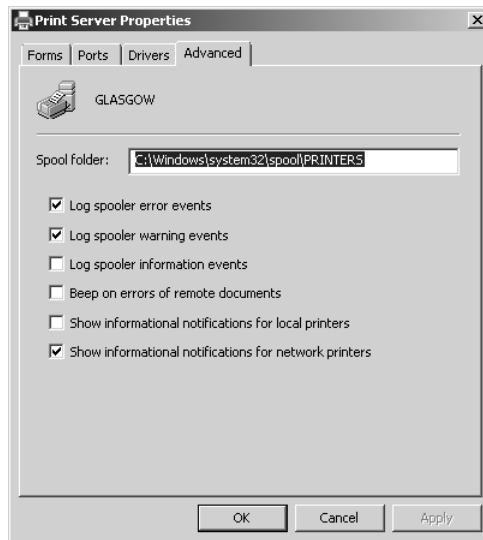 Print Server Properties
Forms Ports Drivers Advanced
GLASGOW
Spool folder: C:\Windows\system32\spool\PRINTERS
Log spooler error events
Log spooler warning events
Log spooler information events
Beep on errors of remote documents
Show informational notifications for local printers
Show informational notifications for network printers
OK Cancel Apply